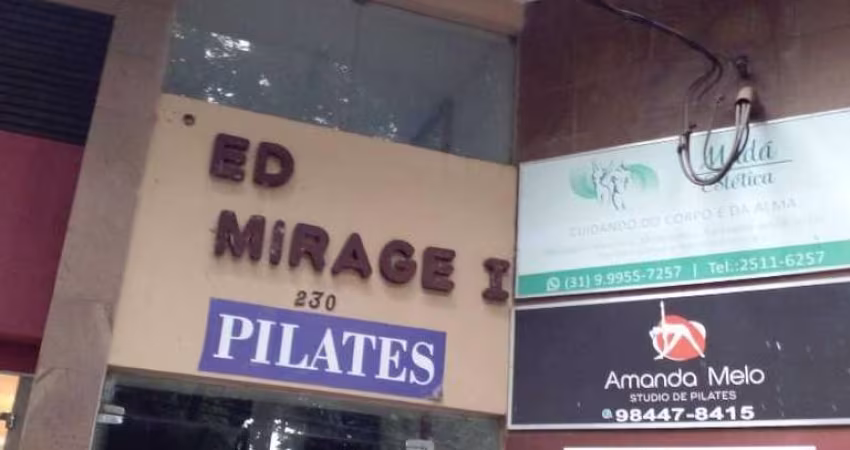 ED
MIRAGE I
230
PILATES
Estética
CUIDANDO DO CORPO E DA ALMA
(31) 9.9955-7257 | Tel.:2511-6257
Amanda Melo
STUDIO DE PILATES
98447-8415